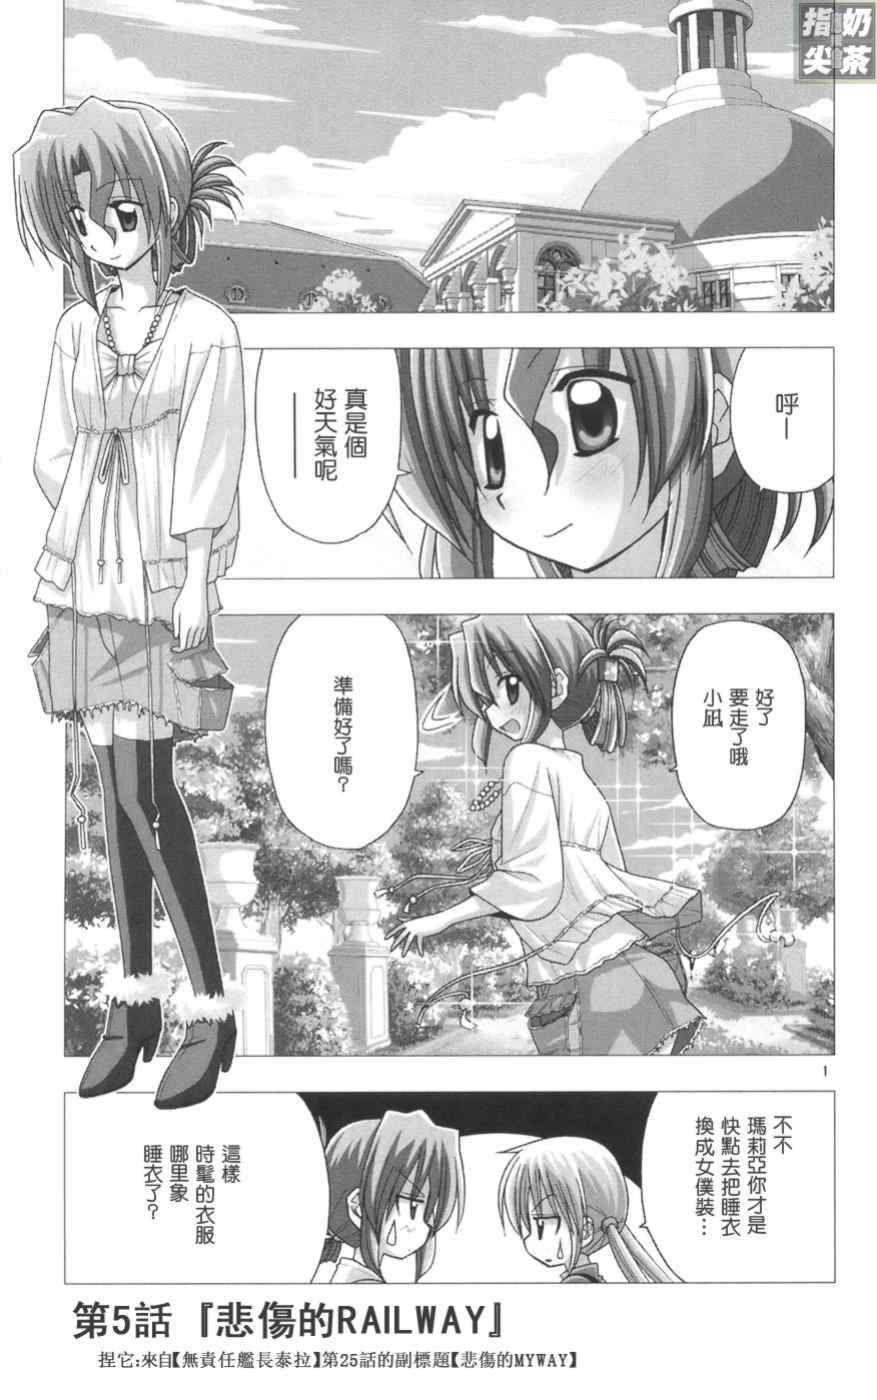 指間奶
尖的茶
呼—
真是個
好天氣呢
——
好了
要走了哦
小凪
準備好了嗎？
1
不不
瑪莉亞你才是
快點去把睡衣
換成女僕裝…
這樣
時髦的衣服
哪里象
睡衣了？
第5話『悲傷的RAILWAY』
捏它:來自【無責任艦長泰拉】第25話的副標題【悲傷的MYWAY】